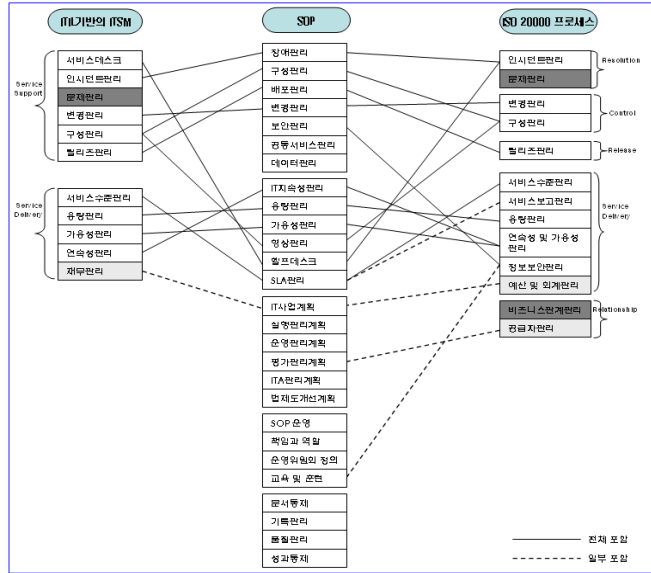 ITIL기반의 ITSM
SOP
ISO 20000 프로세스
Service
Support
서비스데스크
인시던트관리
문제관리
변경관리
구성관리
릴리즈관리
Service
Delivery
서비스수준관리
용량관리
가용성관리
연속성관리
재무관리
장애관리
구성관리
배포관리
변경관리
보안관리
공통서비스관리
데이터관리
IT지속성관리
용량관리
가용성관리
영상관리
헬프데스크
SLA관리
IT사업계획
실행관리계획
운영관리계획
평가관리계획
ITA관리계획
법제도개선계획
SOP 운영
책임과 역할
운영위원회 정의
교육 및 훈련
문서통제
기록관리
품질관리
성과통제
인시던트관리
문제관리
Resolution
변경관리
구성관리
Control
릴리즈관리
Release
서비스수준관리
서비스보고관리
용량관리
연속성 및 가용성
관리
정보보안관리
예산 및 회계관리
Service
Delivery
비즈니스관계관리
공급자관리
Relationship
전체 포함
일부 포함